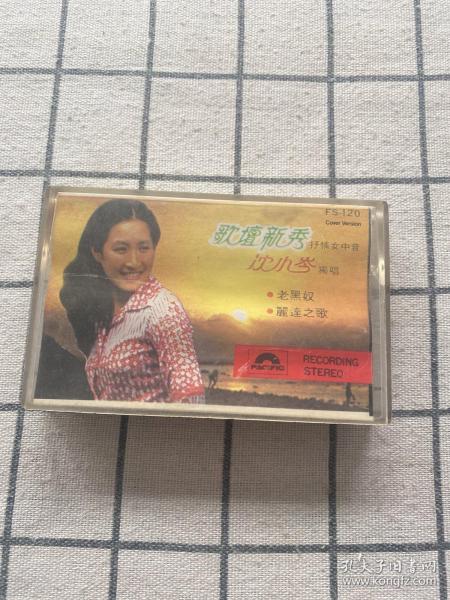 FS-120
Cover Version
歌壇新秀 抒情女中音
沈小岑 獨唱
• 老黑奴
• 麗達之歌
PACIFIC
RECORDING
STEREO
孔夫子旧书网
www.kongfz.com